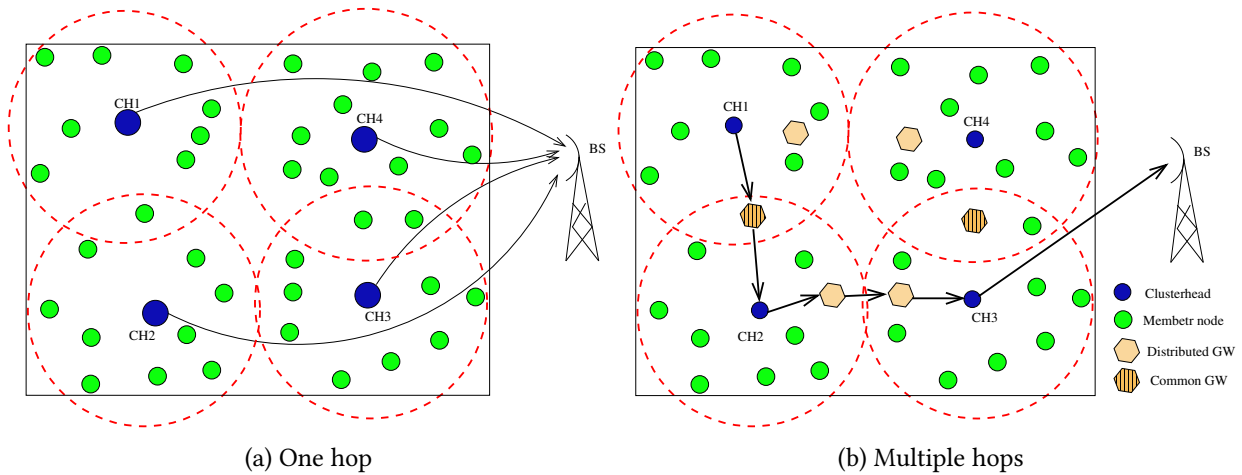 CH1
CH4
BS
CH2
CH3
(a) One hop
CH1
CH4
BS
CH2
CH3
Clusterhead
Membetr node
Distributed GW
Common GW
(b) Multiple hops